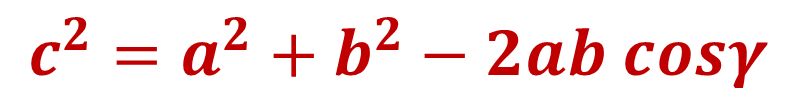 c² = a² + b² − 2ab cosγ